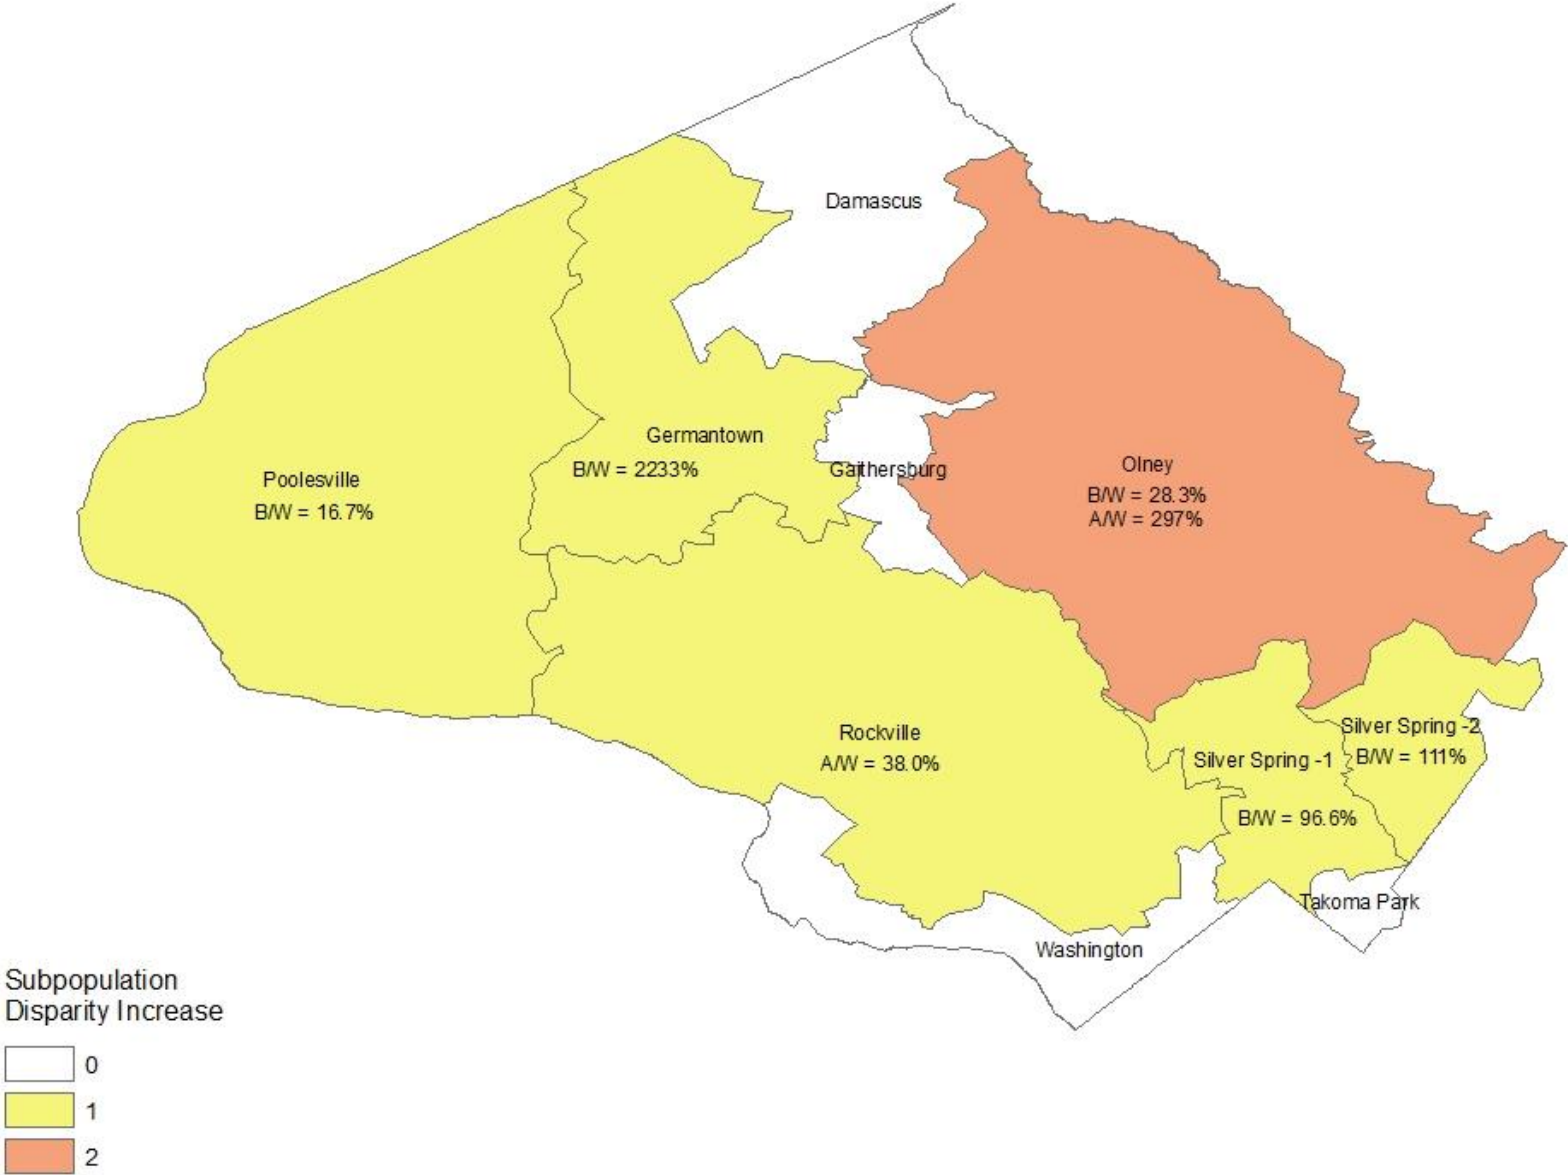 Damascus
Germantown
B/W = 2233%
Gaithersburg
Olney
B/W = 28.3%
A/W = 297%
Poolesville
B/W = 16.7%
Rockville
A/W = 38.0%
Silver Spring -2
B/W = 111%
Silver Spring -1
B/W = 96.6%
Takoma Park
Washington
Subpopulation
Disparity Increase
0
1
2